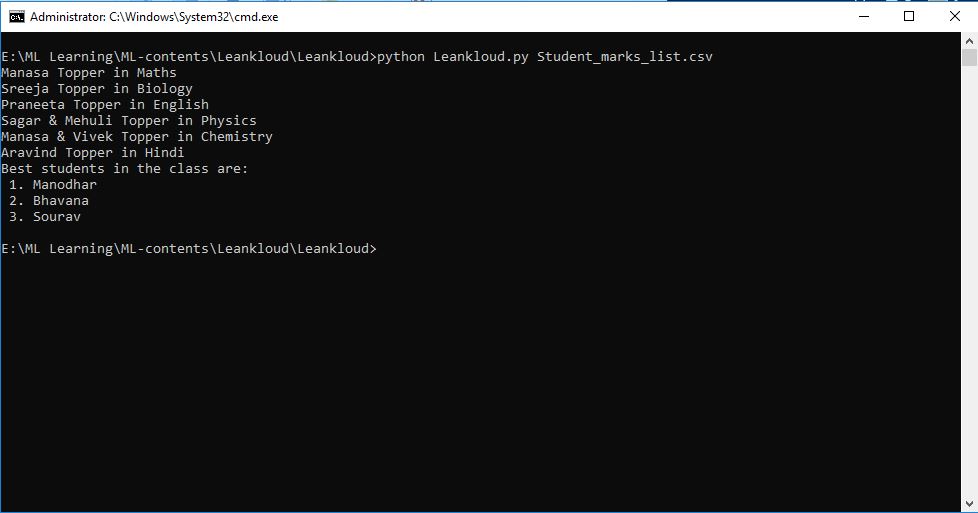 Administrator: C:\Windows\System32\cmd.exe
E:\ML Learning\ML-contents\Leankloud\Leankloud>python Leankloud.py Student_marks_list.csv
Manasa Topper in Maths
Sreeja Topper in Biology
Praneeta Topper in English
Sagar & Mehuli Topper in Physics
Manasa & Vivek Topper in Chemistry
Aravind Topper in Hindi
Best students in the class are:
1. Manodhar
2. Bhavana
3. Sourav
E:\ML Learning\ML-contents\Leankloud\Leankloud>